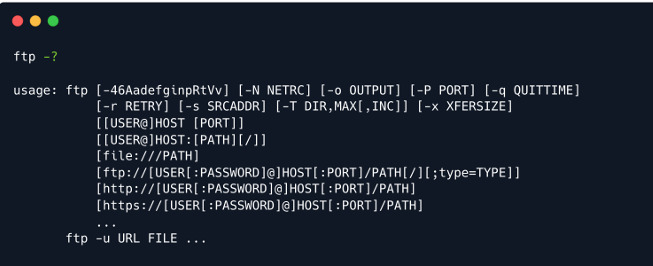 ftp -?
usage: ftp [-46AadefginpRtVv] [-N NETRC] [-o OUTPUT] [-P PORT] [-q QUITTIME]
[-r RETRY] [-s SRCADDR] [-T DIR,MAX[,INC]] [-x XFERSIZE]
[[USER@]HOST [PORT]]
[[USER@]HOST:[PATH][/]]
[file:///PATH]
[ftp://[USER[:PASSWORD]@]HOST[:PORT]/PATH[/][;type=TYPE]]
[http://[USER[:PASSWORD]@]HOST[:PORT]/PATH]
[https://[USER[:PASSWORD]@]HOST[:PORT]/PATH]
...
ftp -u URL FILE ...